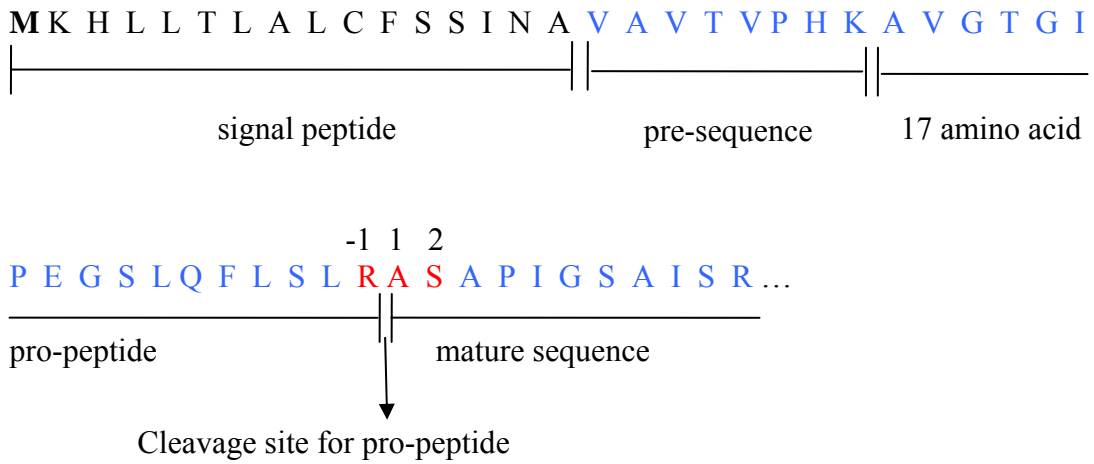 M K H L L T L A L C F S S I N A V A V T V P H K A V G T G I
signal peptide pre-sequence 17 amino acid
-1 1 2
P E G S L Q F L S L R A S A P I G S A I S R ...
pro-peptide mature sequence
Cleavage site for pro-peptide